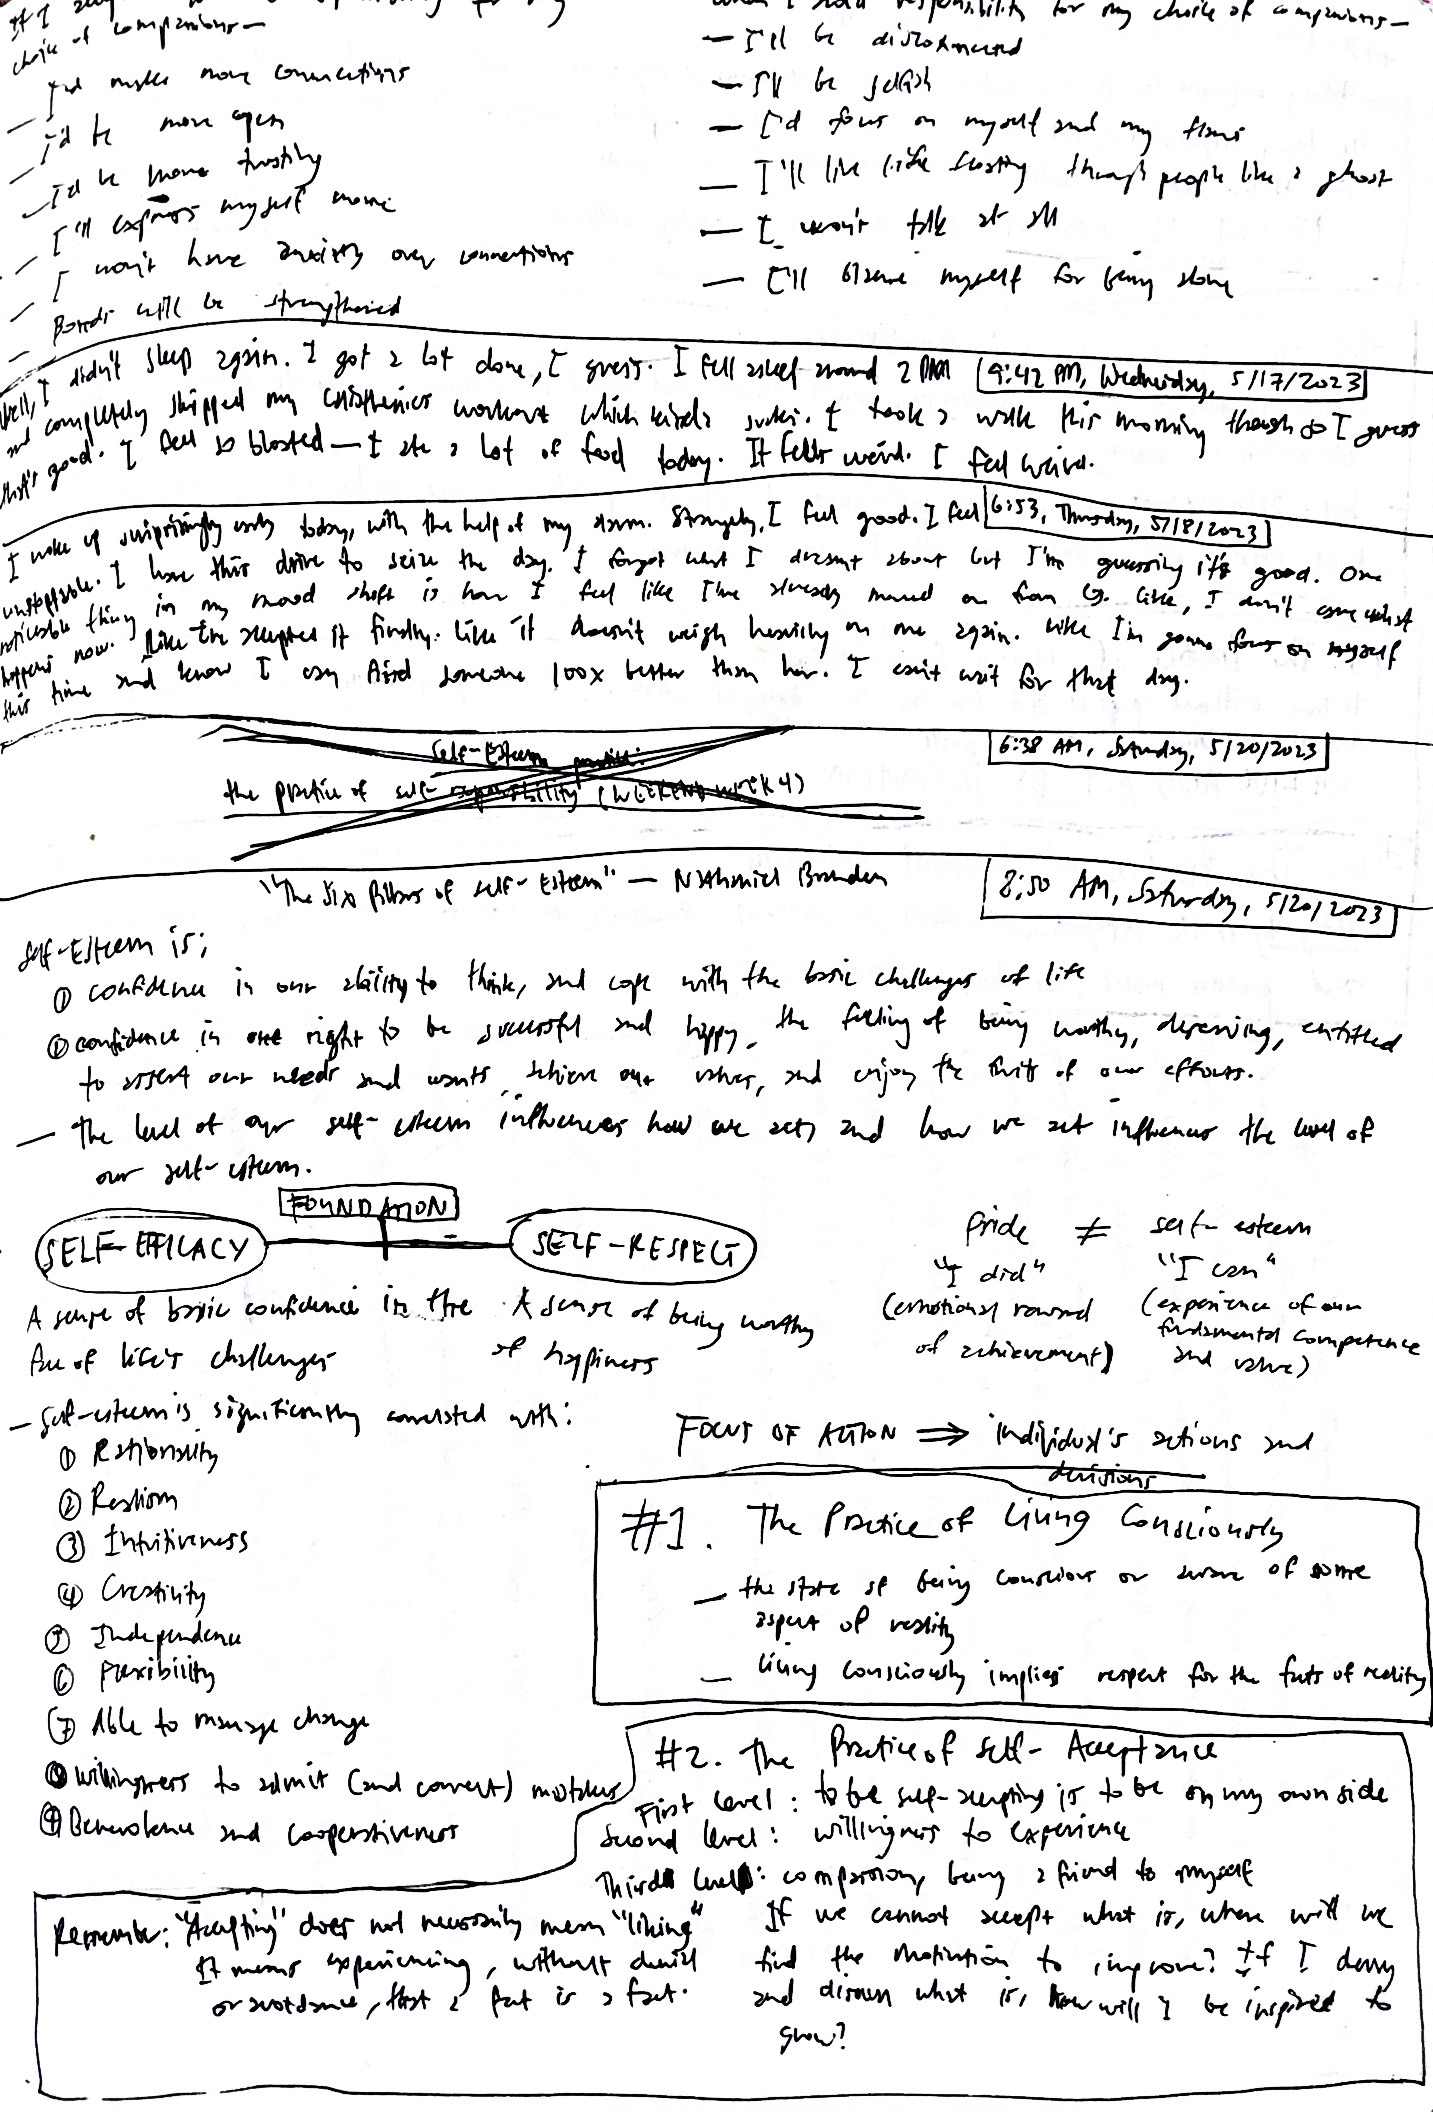 If I
choice of companions—
— I'd make more connections
— I'd be more open
— I'd be more trusting
— I'll express myself more
— I won't have anxiety over connections
— Bonds will be strengthened
responsibility for my choice of companions—
— I'll be disconnected
— I'll be selfish
— I'd focus on myself and my flaws
— I'll live life floating through people like a ghost
— I won't talk at all
— I'll blame myself for being alone
9:42 PM, Wednesday, 5/17/2023
Well, I didn't sleep again. I got a lot done, I guess. I fell asleep around 2 PM
and completely skipped my calisthenics workout which kinda sucks. I took a walk this morning though so I guess
that's good. I feel so bloated — I ate a lot of food today. It felt weird. I feel weird.
6:53, Thursday, 5/18/2023
I woke up surprisingly early today, with the help of my alarm. Strangely, I feel good. I feel
unstoppable. I have this drive to seize the day. I forgot what I dreamt about but I'm guessing it's good. One
noticeable thing in my mood shift is how I feel like I've already moved on from Like, I don't care what
happens now. Like I've accepted it finally. Like it doesn't weigh heavily on me again. Like I'm gonna focus on myself
this time and know I can find someone 100x better than her. I can't wait for that day.
6:38 AM, Saturday, 5/20/2023
Self-Esteem
the practice of self-responsibility (WEEKEND WEEK 4)
8:50 AM, Saturday, 5/20/2023
"The Six Pillars of Self-Esteem" — Nathaniel Branden
Self-Esteem is;
① confidence in our ability to think, and cope with the basic challenges of life
② confidence in our right to be successful and happy, the feeling of being worthy, deserving, entitled
to assert our needs and wants, achieve our values, and enjoy the fruits of our efforts.
— The level of our self-esteem influences how we act, and how we act influences the level of
our self-esteem.
FOUNDATION
SELF-EFFICACY SELF-RESPECT
A sense of basic confidence in the
face of life's challenges
A sense of being worthy
of happiness
Pride ≠ self-esteem
"I did" "I can"
(emotional reward
of achievement)
(experience of our
fundamental competence
and value)
— Self-esteem is significantly correlated with:
① Rationality
② Realism
③ Intuitiveness
④ Creativity
⑤ Independence
⑥ Flexibility
⑦ Able to manage change
⑧ Willingness to admit (and correct) mistakes
⑨ Benevolence and cooperativeness
FOCUS OF ACTION ⇒ individual's actions and
decisions
#1. The Practice of Living Consciously
— the state of being conscious or aware of some
aspect of reality
— Living consciously implies respect for the facts of reality
#2. The Practice of Self-Acceptance
First level: to be self-accepting is to be on my own side
Second level: willingness to experience
Third level: compassion, being a friend to myself
If we cannot accept what is, where will we
find the motivation to improve? If I deny
and disown what is, how will I be inspired to
grow?
Remember: "Accepting" does not necessarily mean "liking"
It means experiencing, without denial
or avoidance, that a fact is a fact.